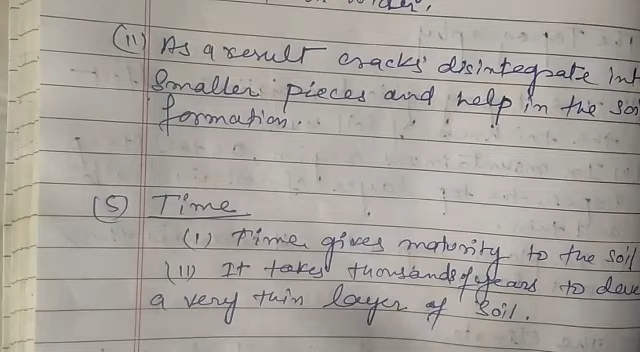 (ii) As a result cracks disintegrate int
smaller pieces and help in the soi
formation.
(5) Time
(i) Time gives maturity to the soil
(ii) It takes thousands of years to deve
a very thin layer of soil.